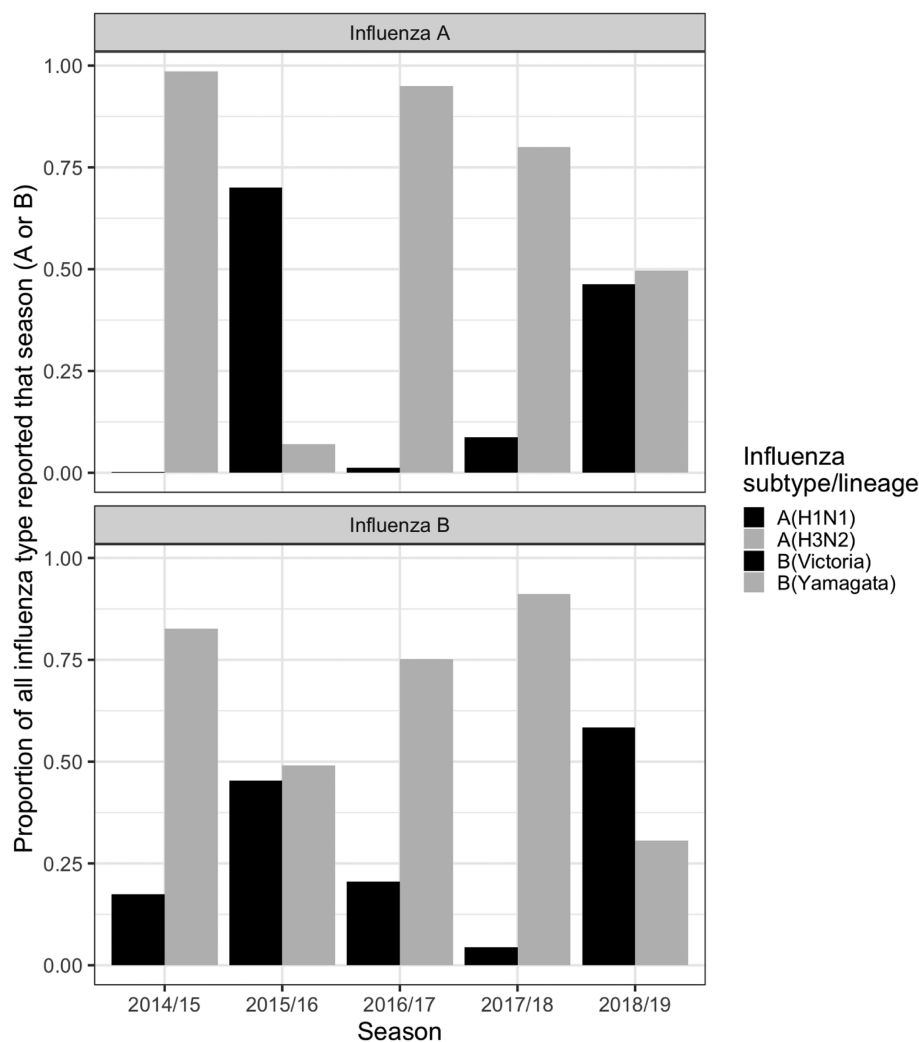 Influenza A
1.00
0.75
0.50
0.25
0.00
Influenza B
1.00
0.75
0.50
0.25
0.00
2014/15 2015/16 2016/17 2017/18 2018/19
Season
Proportion of all influenza type reported that season (A or B)
Influenza
subtype/lineage
A(H1N1)
A(H3N2)
B(Victoria)
B(Yamagata)